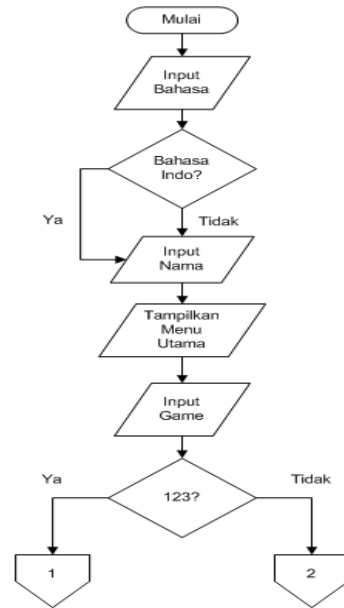 Mulai
Input
Bahasa
Bahasa
Indo?
Ya
Tidak
Input
Nama
Tampilkan
Menu
Utama
Input
Game
Ya
Tidak
123?
1
2